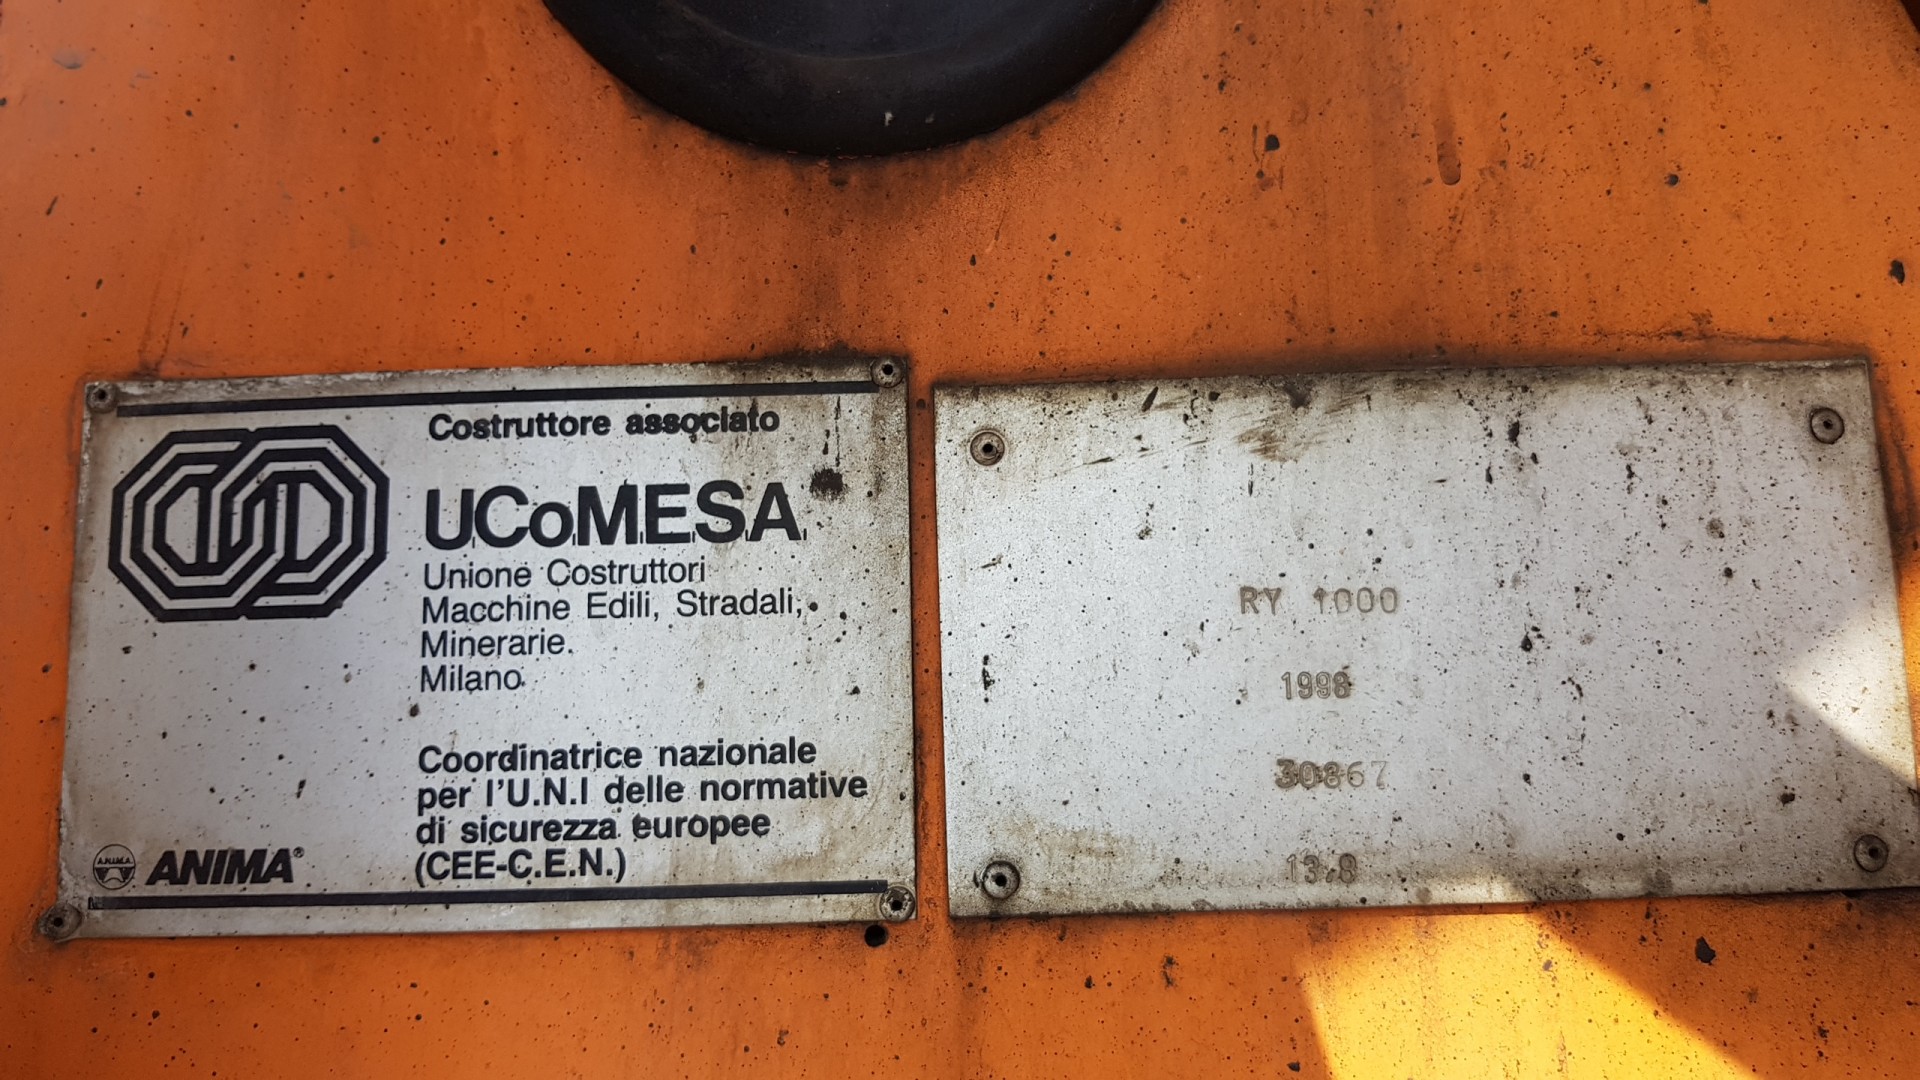 Costruttore associato
UCoMESA
Unione Costruttori
Macchine Edili, Stradali,
Minerarie.
Milano
Coordinatrice nazionale
per l'U.N.I delle normative
di sicurezza europee
(CEE-C.E.N.)
A.N.I.M.A.
ANIMA®
RY 1000
1998
30867
13.8